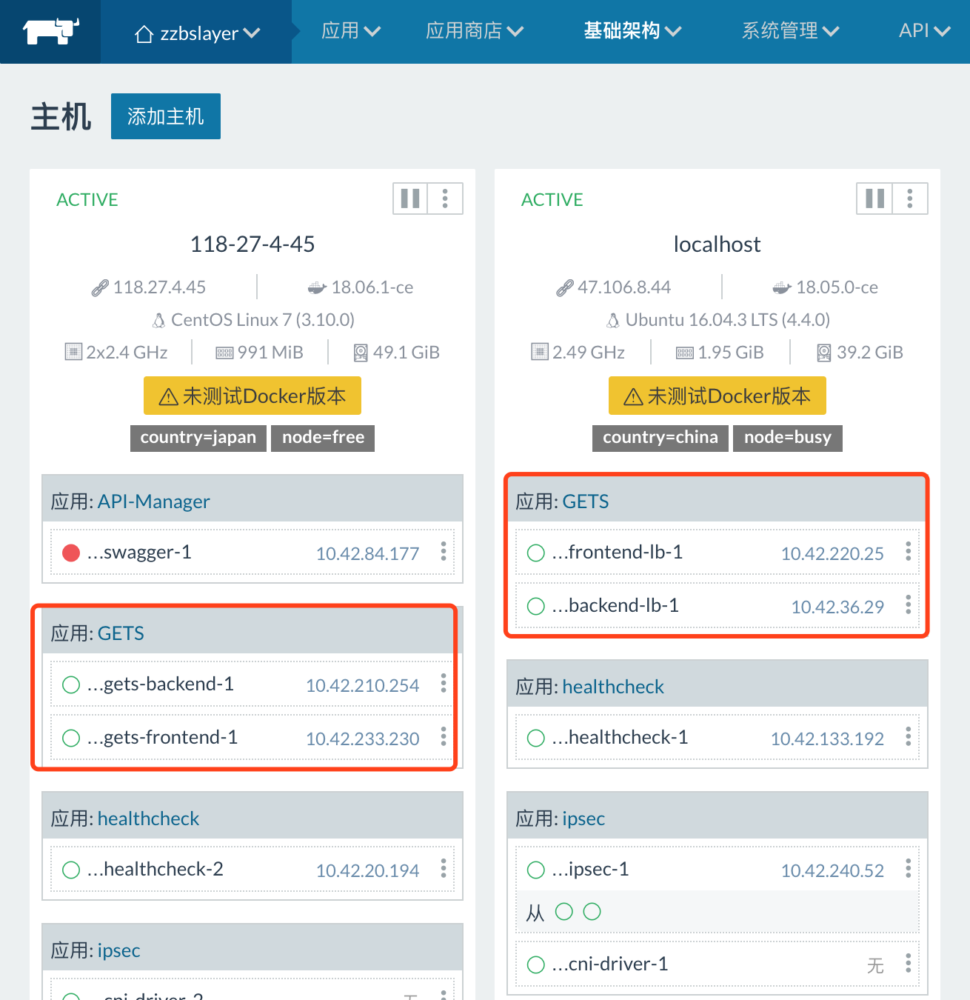 zzbslayer 应用 应用商店 基础架构 系统管理 API
主机 添加主机
ACTIVE
118-27-4-45
118.27.4.45 18.06.1-ce
CentOS Linux 7 (3.10.0)
2x2.4 GHz 991 MiB 49.1 GiB
未测试Docker版本
country=japan node=free
应用: API-Manager
...swagger-1 10.42.84.177
应用: GETS
...gets-backend-1 10.42.210.254
...gets-frontend-1 10.42.233.230
应用: healthcheck
...healthcheck-2 10.42.20.194
应用: ipsec
...cni-driver-2 无
ACTIVE
localhost
47.106.8.44 18.05.0-ce
Ubuntu 16.04.3 LTS (4.4.0)
2.49 GHz 1.95 GiB 39.2 GiB
未测试Docker版本
country=china node=busy
应用: GETS
...frontend-lb-1 10.42.220.25
...backend-lb-1 10.42.36.29
应用: healthcheck
...healthcheck-1 10.42.133.192
应用: ipsec
...ipsec-1 10.42.240.52
从
...cni-driver-1 无